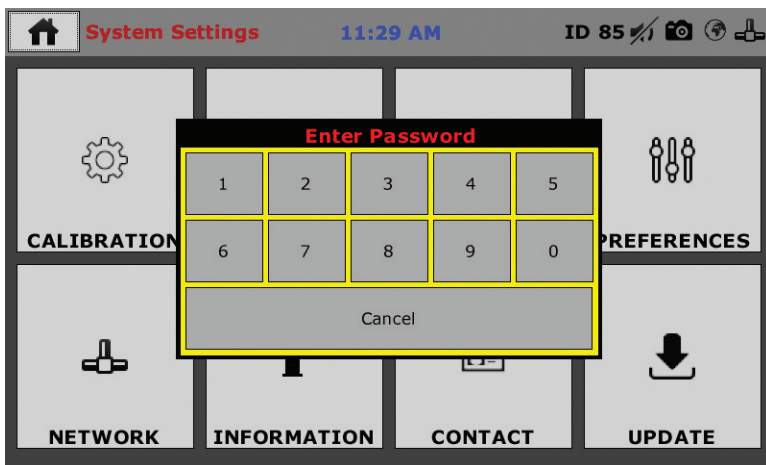 System Settings 11:29 AM ID 85
Enter Password
1 2 3 4 5
CALIBRATION PREFERENCES
6 7 8 9 0
Cancel
NETWORK INFORMATION CONTACT UPDATE